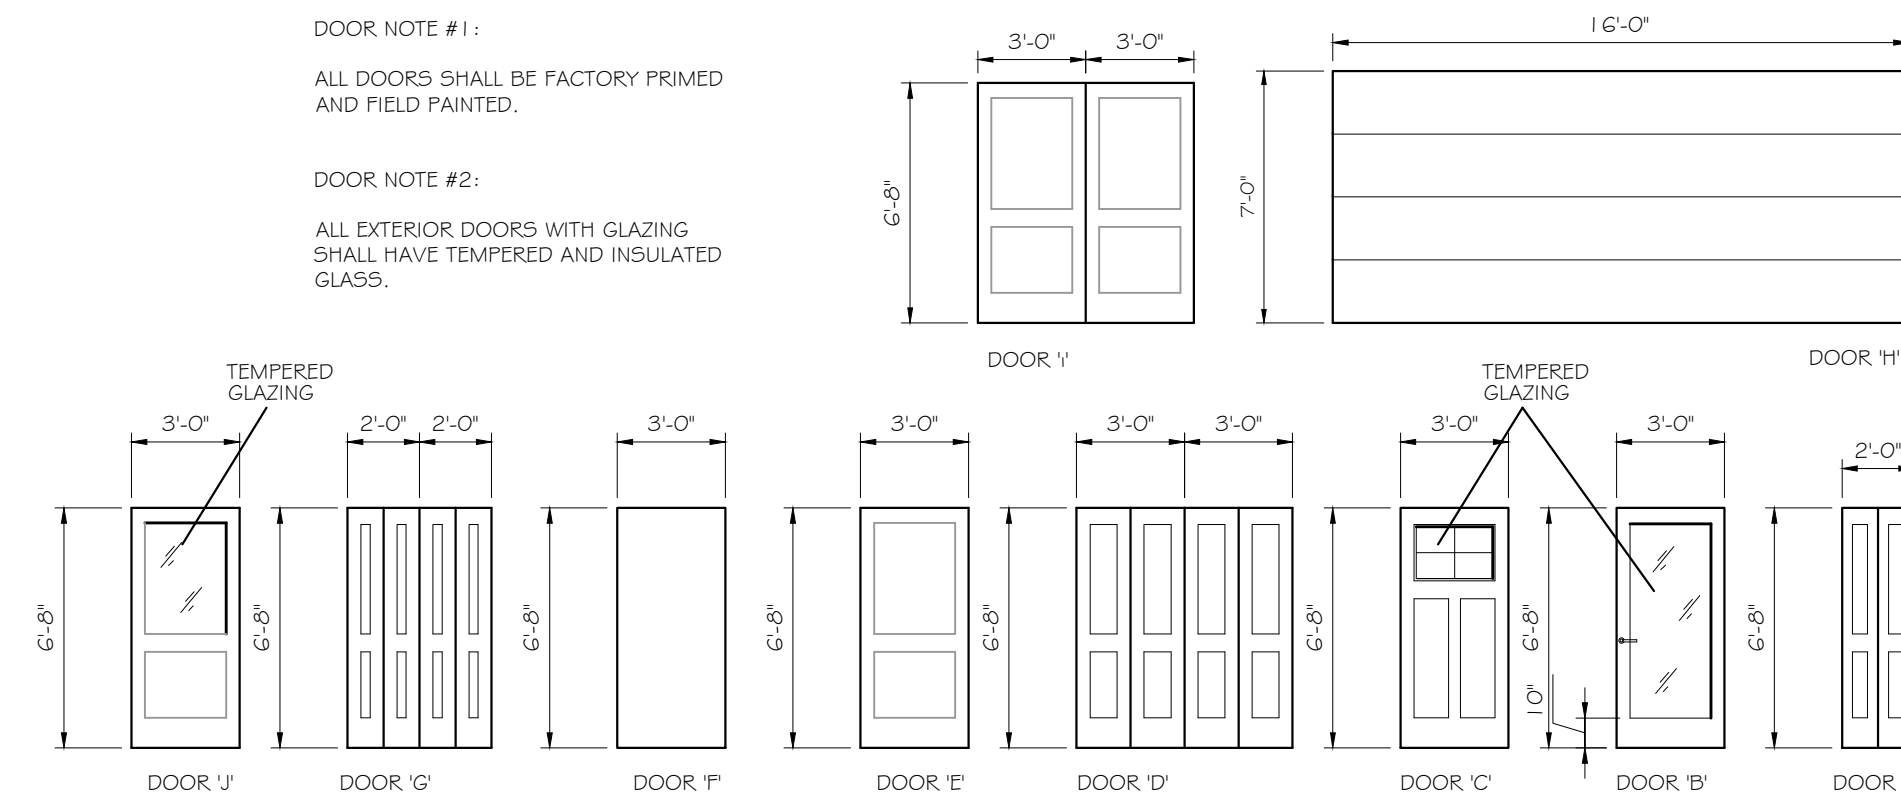 DOOR NOTE #1:
ALL DOORS SHALL BE FACTORY PRIMED
AND FIELD PAINTED.
DOOR NOTE #2:
ALL EXTERIOR DOORS WITH GLAZING
SHALL HAVE TEMPERED AND INSULATED
GLASS.
3'-0" 3'-0"
6'-8"
DOOR 'I'
16'-0"
7'-0"
DOOR 'H'
TEMPERED
GLAZING
3'-0"
6'-8"
DOOR 'J'
2'-0" 2'-0"
6'-8"
DOOR 'G'
3'-0"
6'-8"
DOOR 'F'
3'-0"
6'-8"
DOOR 'E'
3'-0" 3'-0"
6'-8"
DOOR 'D'
TEMPERED
GLAZING
3'-0"
6'-8"
DOOR 'C'
3'-0"
6'-8"
10"
DOOR 'B'
2'-0"
6'-8"
DOOR